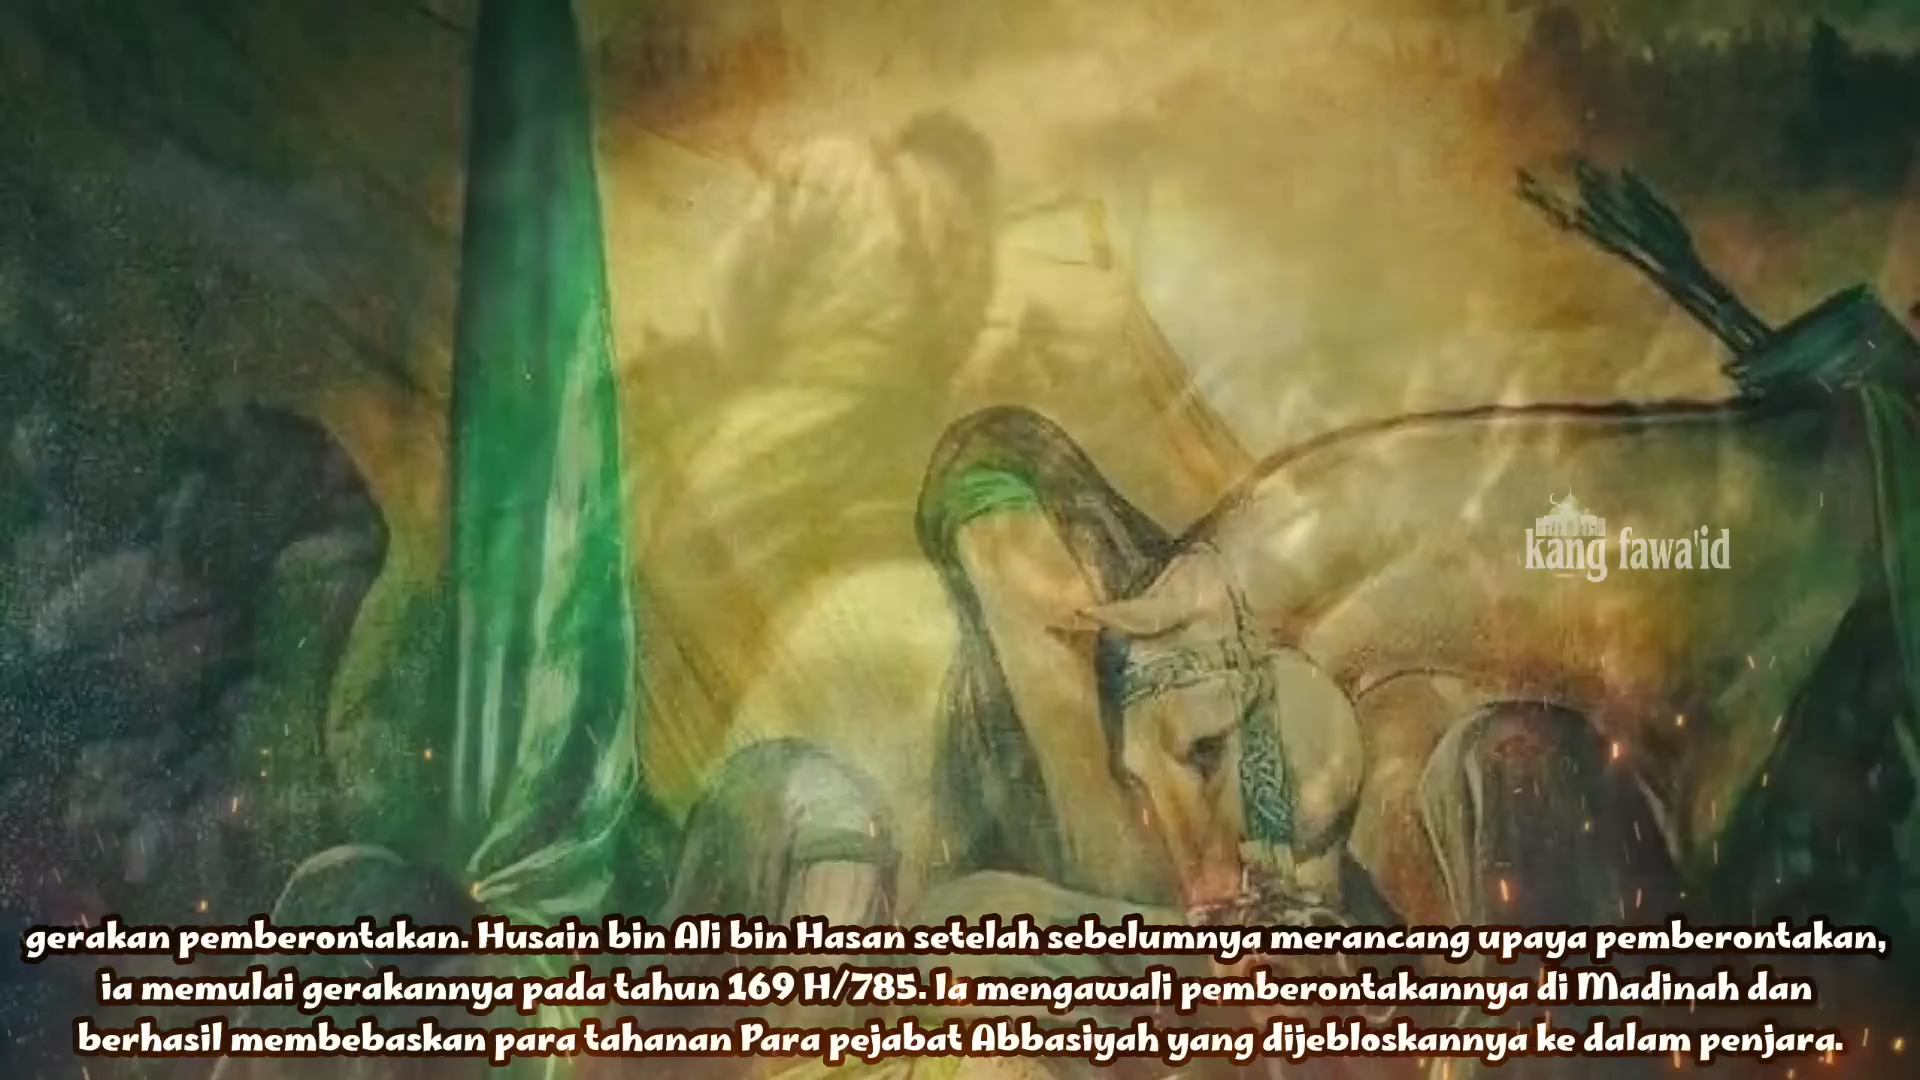 kang fawa'id
gerakan pemberontakan. Husain bin Ali bin Hasan setelah sebelumnya merancang upaya pemberontakan,
ia memulai gerakannya pada tahun 169 H/785. Ia mengawali pemberontakannya di Madinah dan
berhasil membebaskan para tahanan Para pejabat Abbasiyah yang dijebloskannya ke dalam penjara.